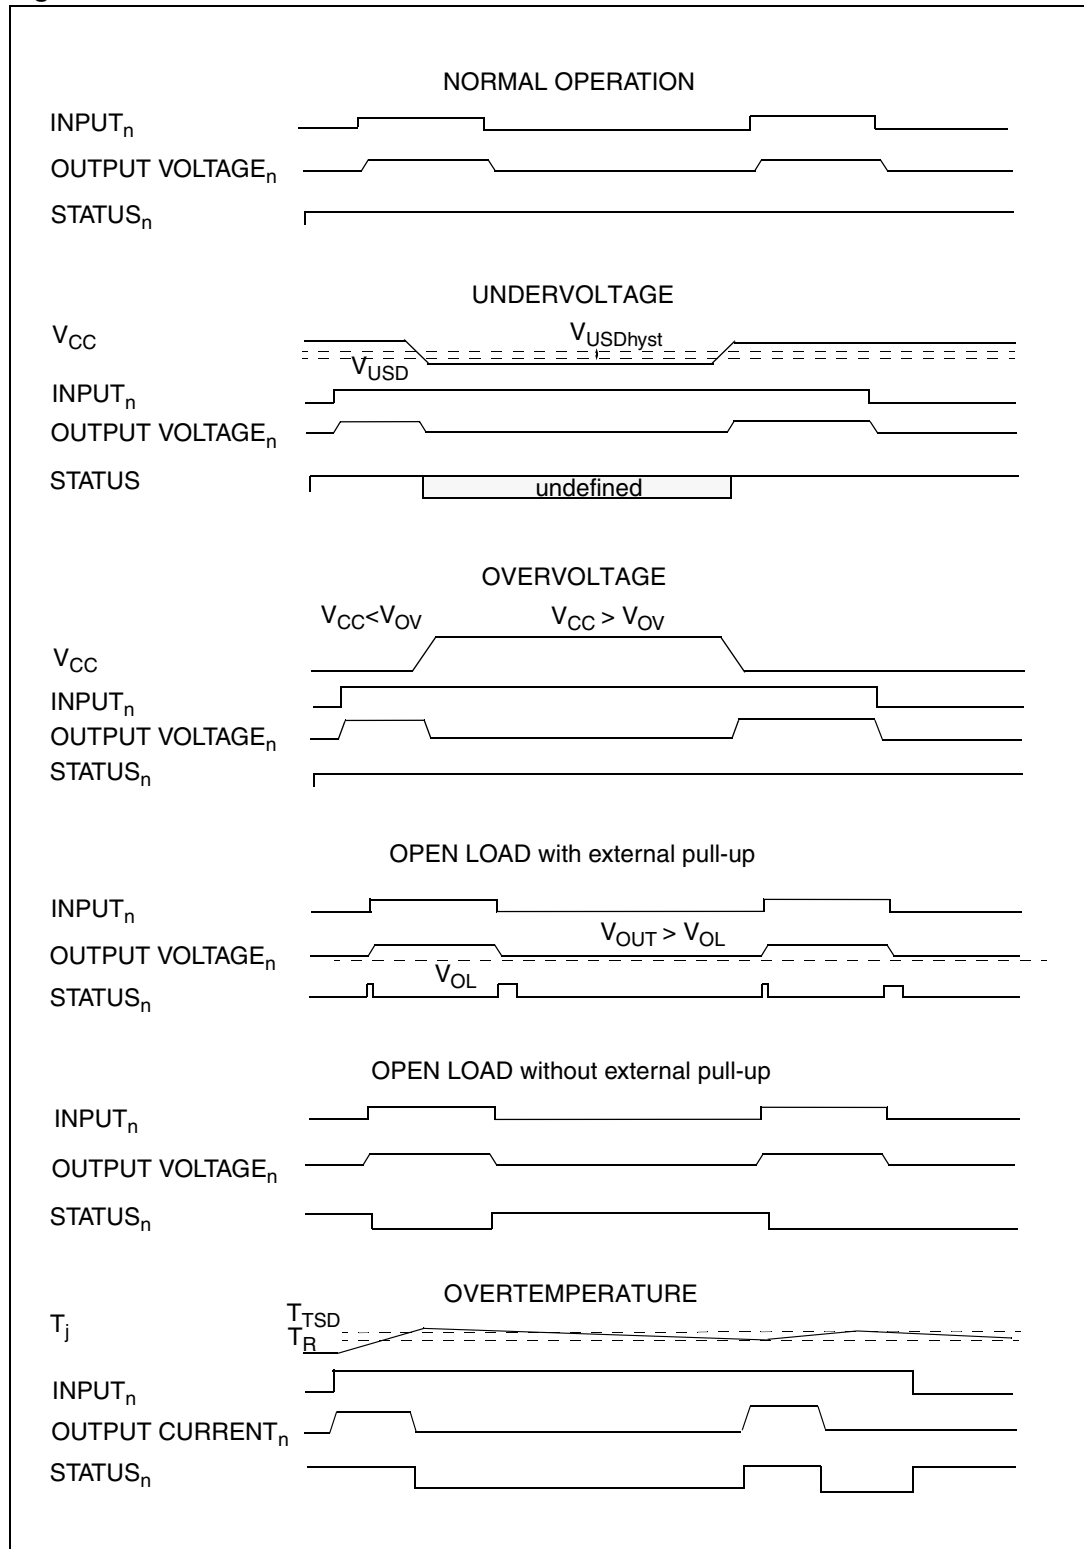 NORMAL OPERATION
INPUTn
OUTPUT VOLTAGEn
STATUSn
UNDERVOLTAGE
VCC
VUSDhyst
VUSD
INPUTn
OUTPUT VOLTAGEn
STATUS
undefined
OVERVOLTAGE
VCC<VOV
VCC > VOV
VCC
INPUTn
OUTPUT VOLTAGEn
STATUSn
OPEN LOAD with external pull-up
INPUTn
VOUT > VOL
OUTPUT VOLTAGEn
VOL
STATUSn
OPEN LOAD without external pull-up
INPUTn
OUTPUT VOLTAGEn
STATUSn
OVERTEMPERATURE
TTSD
Tj
TR
INPUTn
OUTPUT CURRENTn
STATUSn